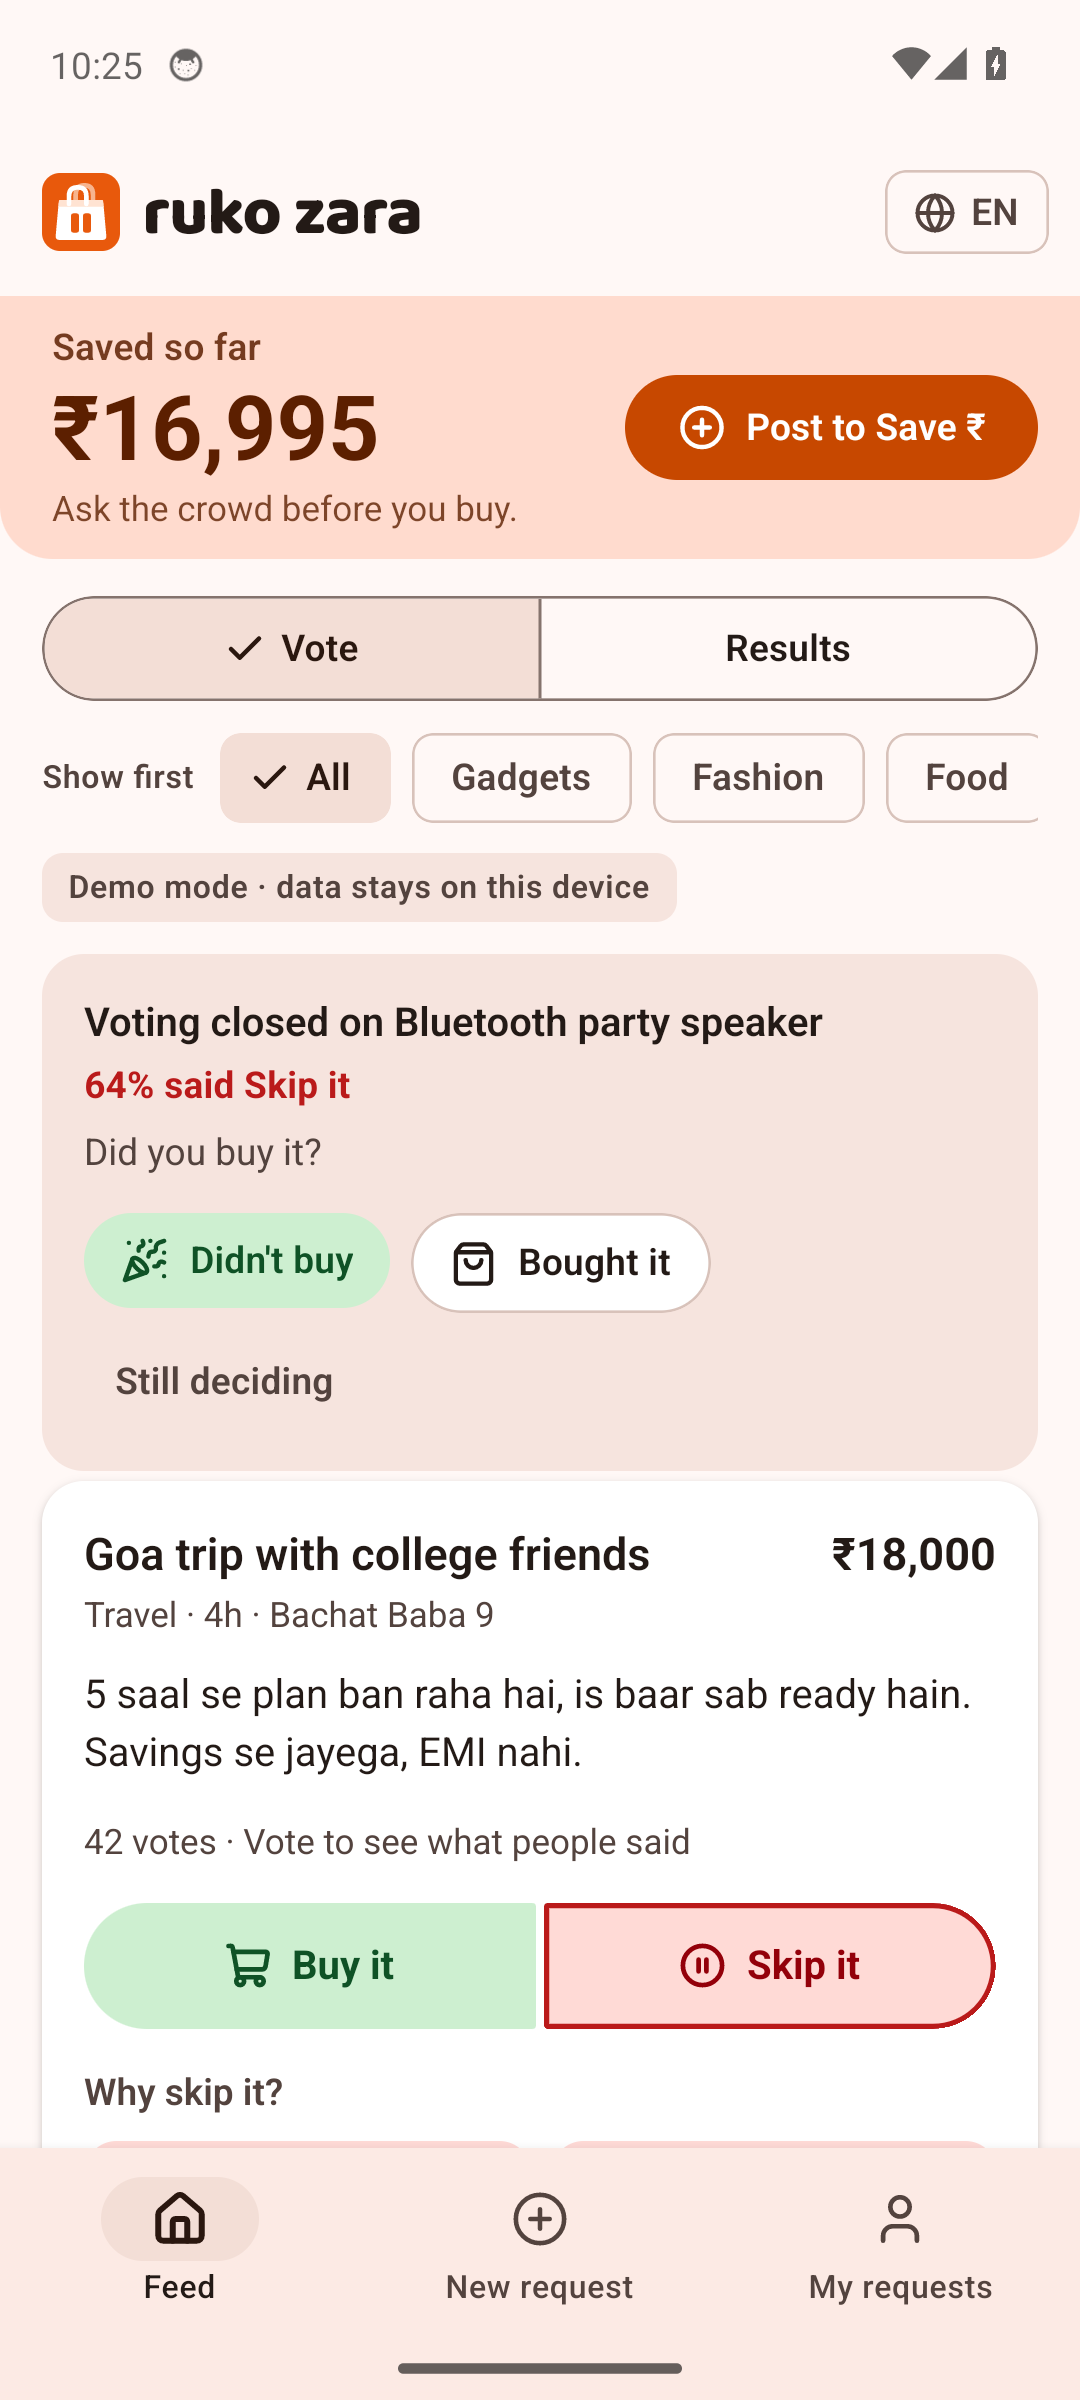 10:25
ruko zara
EN
Saved so far
₹16,995
Post to Save ₹
Ask the crowd before you buy.
Vote
Results
Show first
All
Gadgets
Fashion
Food
Demo mode · data stays on this device
Voting closed on Bluetooth party speaker
64% said Skip it
Did you buy it?
Didn't buy
Bought it
Still deciding
Goa trip with college friends
₹18,000
Travel · 4h · Bachat Baba 9
5 saal se plan ban raha hai, is baar sab ready hain.
Savings se jayega, EMI nahi.
42 votes · Vote to see what people said
Buy it
Skip it
Why skip it?
Feed
New request
My requests